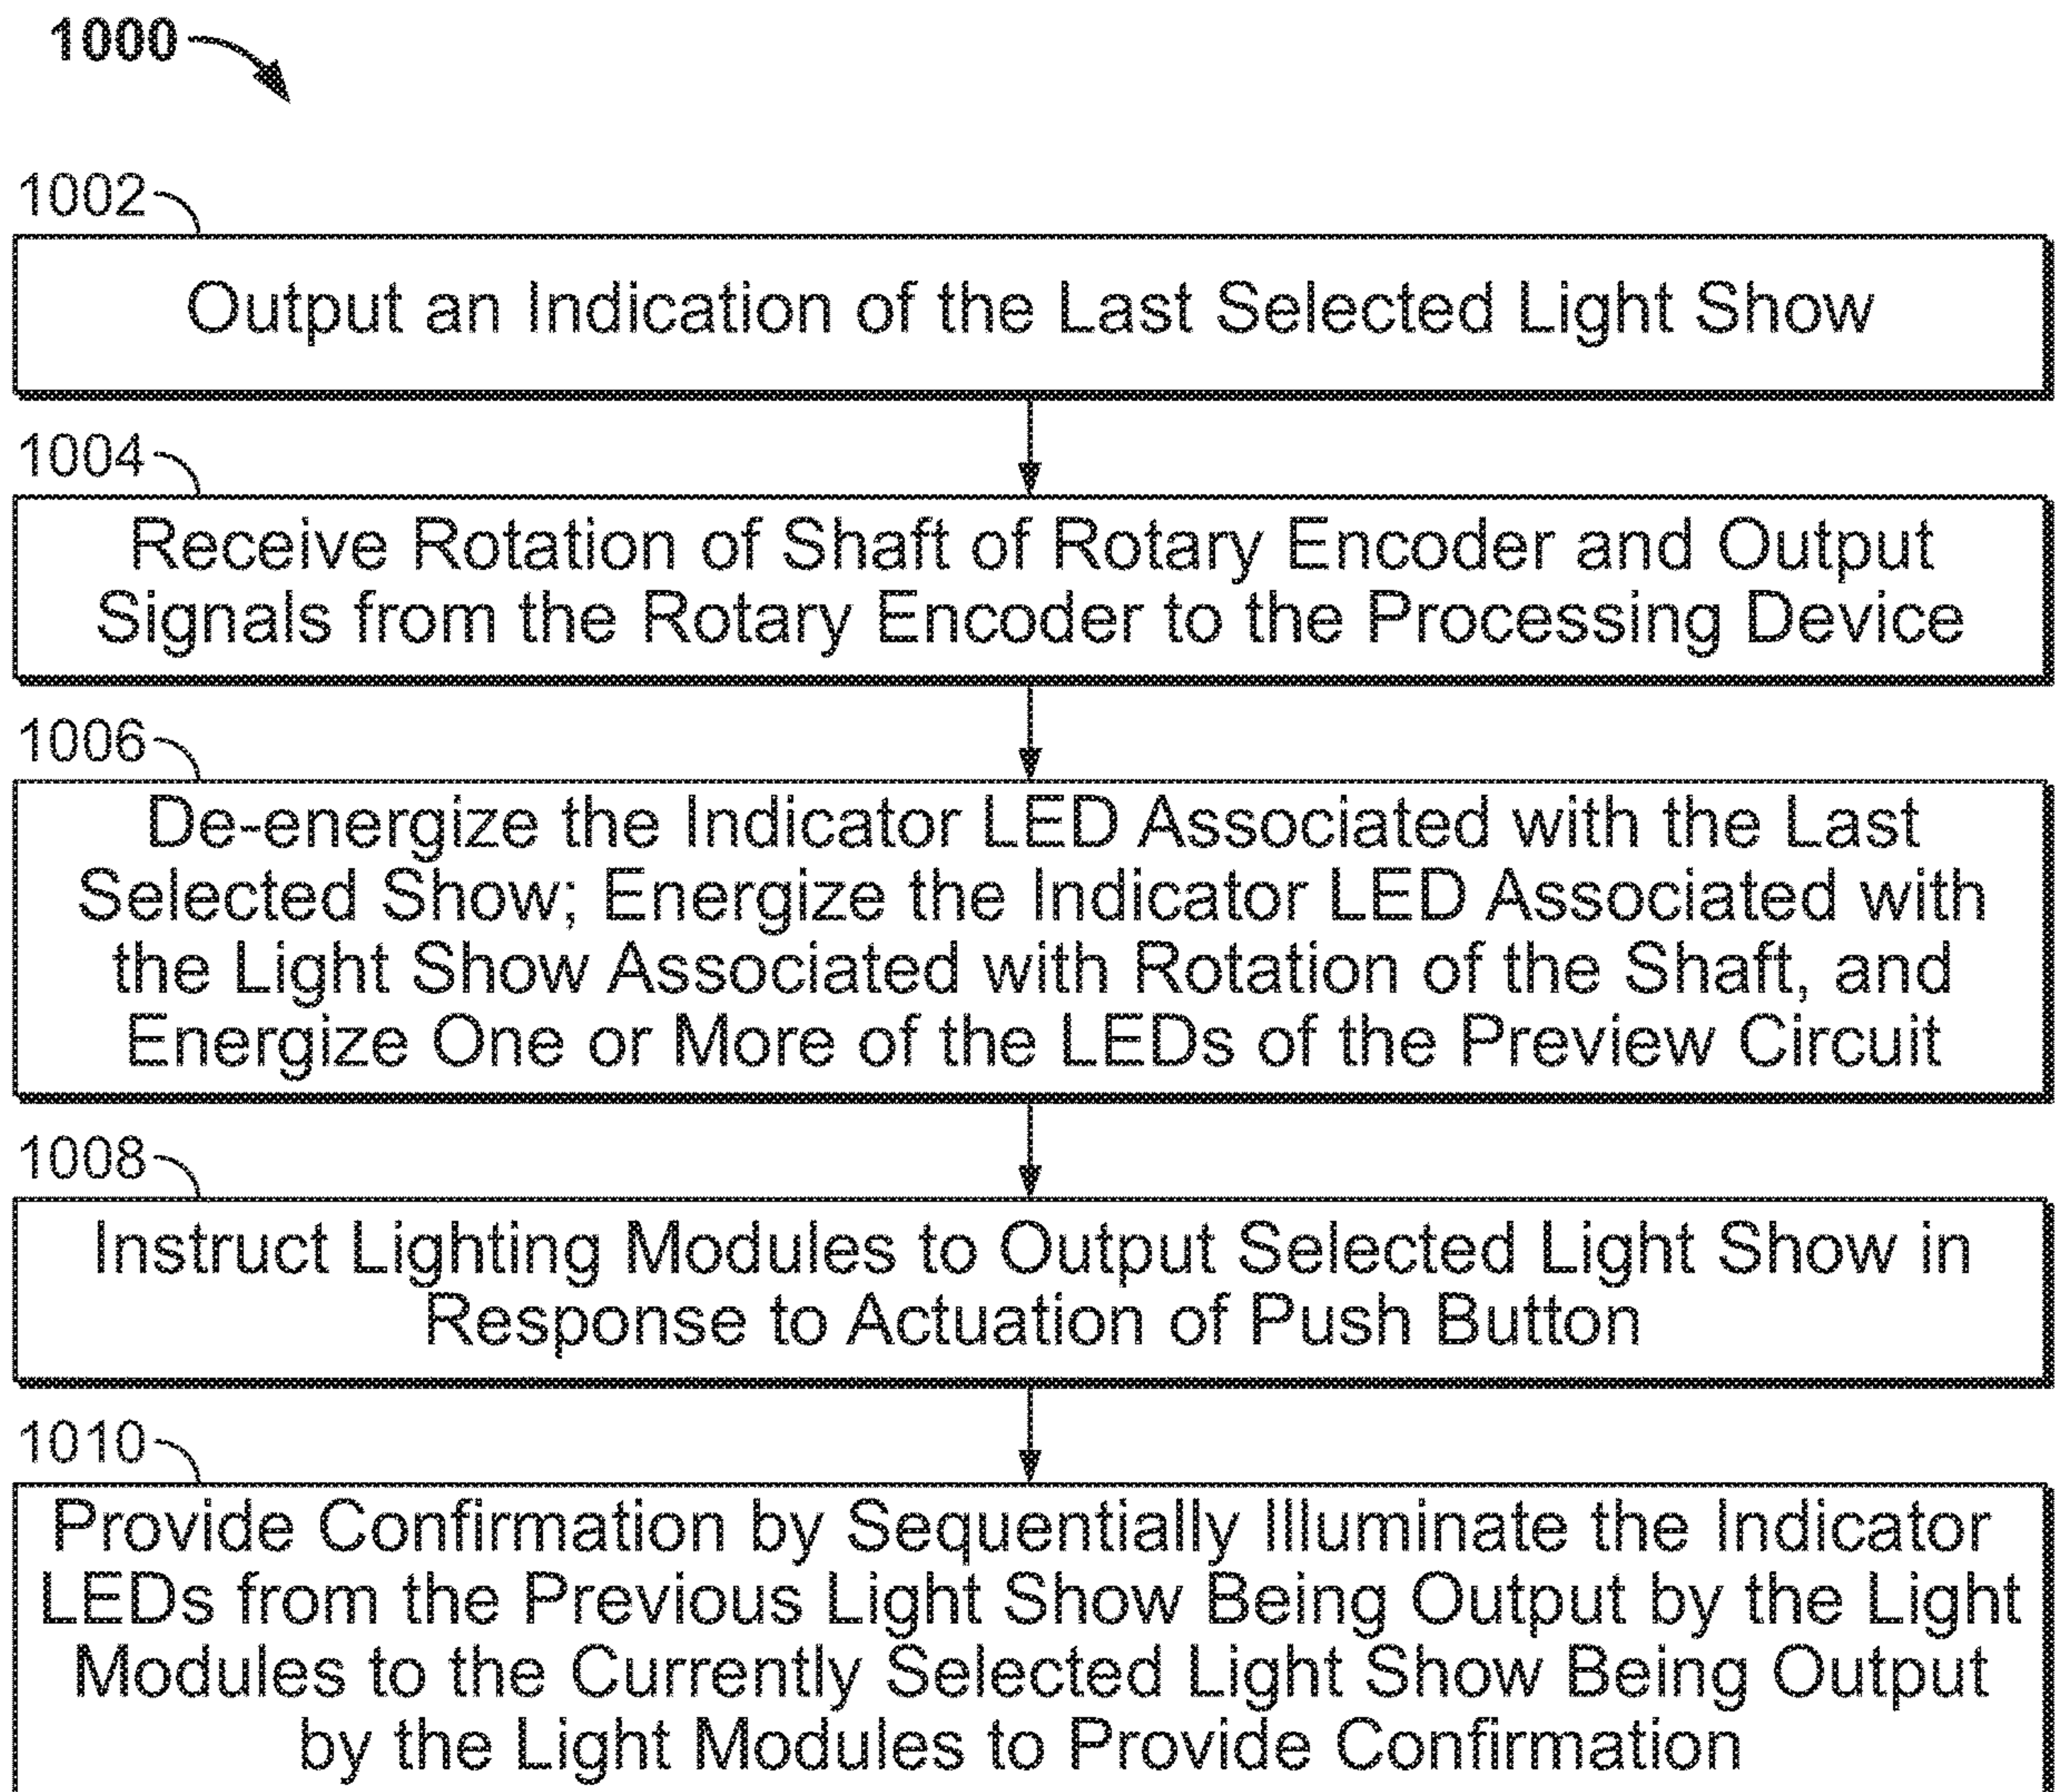 1000
1002
Output an Indication of the Last Selected Light Show
1004
Receive Rotation of Shaft of Rotary Encoder and Output
Signals from the Rotary Encoder to the Processing Device
1006
De-energize the Indicator LED Associated with the Last
Selected Show; Energize the Indicator LED Associated with
the Light Show Associated with Rotation of the Shaft, and
Energize One or More of the LEDs of the Preview Circuit
1008
Instruct Lighting Modules to Output Selected Light Show in
Response to Actuation of Push Button
1010
Provide Confirmation by Sequentially Illuminate the Indicator
LEDs from the Previous Light Show Being Output by the Light
Modules to the Currently Selected Light Show Being Output
by the Light Modules to Provide Confirmation